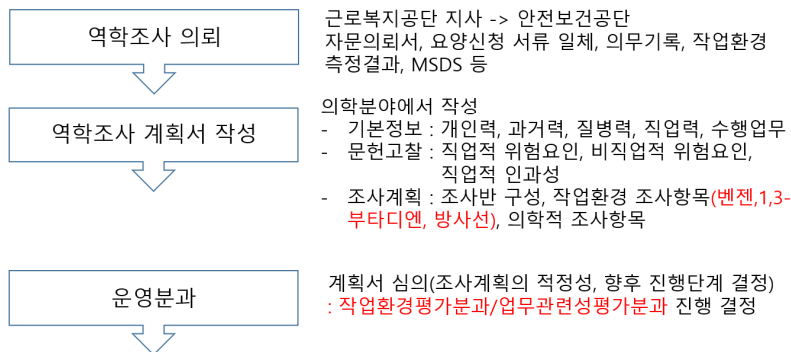 역학조사 의뢰
근로복지공단 지사 -> 안전보건공단
자문의뢰서, 요양신청 서류 일체, 의무기록, 작업환경
측정결과, MSDS 등
역학조사 계획서 작성
의학분야에서 작성
- 기본정보 : 개인력, 과거력, 질병력, 직업력, 수행업무
- 문헌고찰 : 직업적 위험요인, 비직업적 위험요인,
직업적 인과성
- 조사계획 : 조사반 구성, 작업환경 조사항목(벤젠,1,3-
부타디엔, 방사선), 의학적 조사항목
운영분과
계획서 심의(조사계획의 적정성, 향후 진행단계 결정)
: 작업환경평가분과/업무관련성평가분과 진행 결정